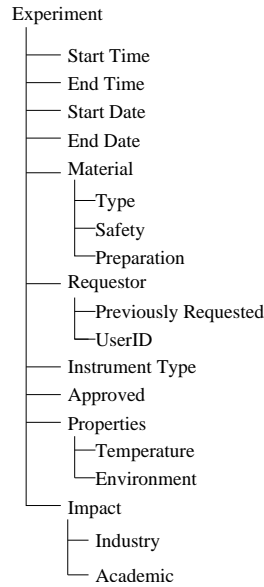 Experiment
Start Time
End Time
Start Date
End Date
Material
Type
Safety
Preparation
Requestor
Previously Requested
UserID
Instrument Type
Approved
Properties
Temperature
Environment
Impact
Industry
Academic